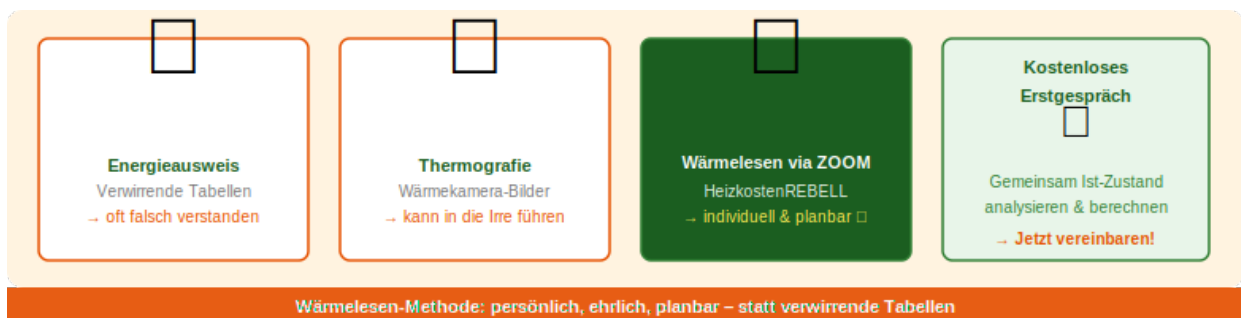 Energieausweis
Verwirrende Tabellen
→ oft falsch verstanden
Thermografie
Wärmekamera-Bilder
→ kann in die Irre führen
Wärmelesen via ZOOM
HeizkostenREBELL
→ individuell & planbar
Kostenloses
Erstgespräch
Gemeinsam Ist-Zustand
analysieren & berechnen
→ Jetzt vereinbaren!
Wärmelesen-Methode: persönlich, ehrlich, planbar – statt verwirrende Tabellen